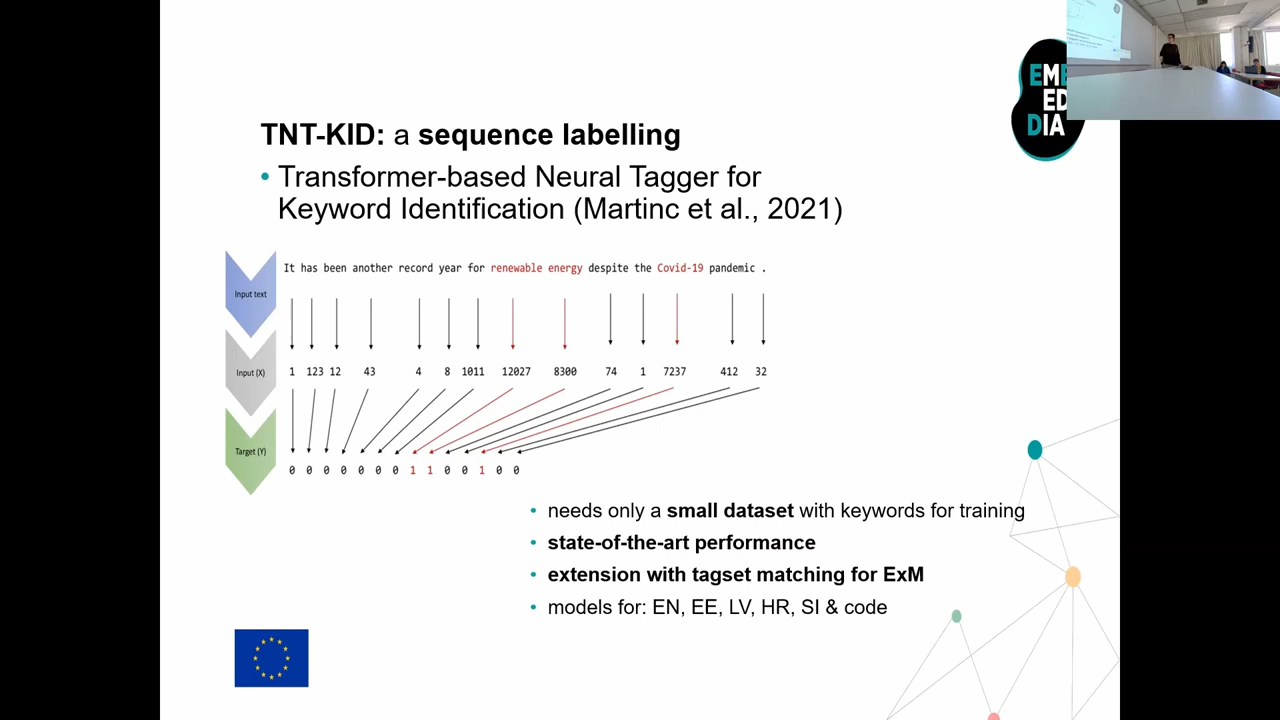 EME
ED
DIA
TNT-KID: a sequence labelling
• Transformer-based Neural Tagger for
Keyword Identification (Martinc et al., 2021)
Input text
It has been another record year for renewable energy despite the Covid-19 pandemic .
Input (X)
1 123 12 43 4 8 1011 12027 8300 74 1 7237 412 32
Target (Y)
0 0 0 0 0 0 0 1 1 0 0 1 0 0
• needs only a small dataset with keywords for training
• state-of-the-art performance
• extension with tagset matching for ExM
• models for: EN, EE, LV, HR, SI & code